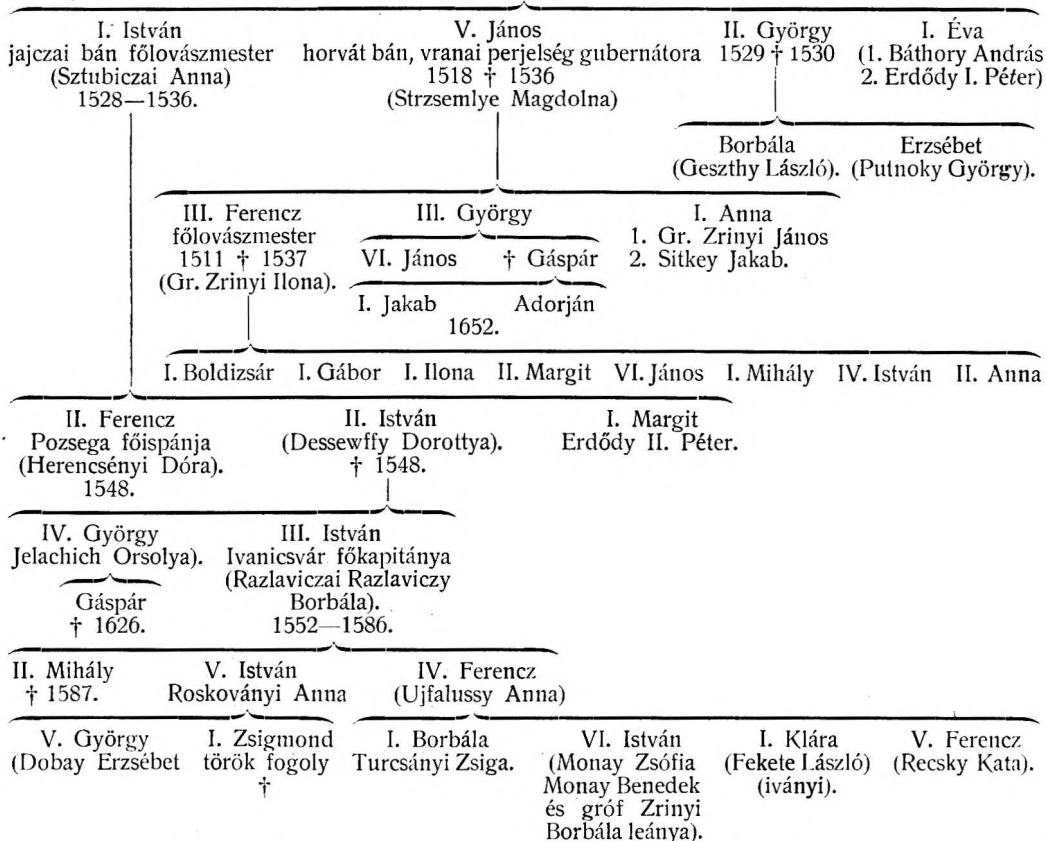 I. István V. János II. György I. Éva
jajczai bán főlovászmester horvát bán, vranai perjelség gubernátora 1529 † 1530 (1. Báthory András
(Sztubiczai Anna) 1518 † 1536 2. Erdődy I. Péter)
1528—1536. (Strzsemlye Magdolna)
Borbála Erzsébet
(Geszthy László). (Putnoky György).
III. Ferencz III. György I. Anna
főlovászmester 1. Gr. Zrinyi János
1511 † 1537 VI. János † Gáspár 2. Sitkey Jakab.
(Gr. Zrinyi Ilona).
I. Jakab Adorján
1652.
I. Boldizsár I. Gábor I. Ilona II. Margit VI. János I. Mihály IV. István II. Anna
II. Ferencz II. István I. Margit
Pozsega főispánja (Dessewffy Dorottya). Erdődy II. Péter.
(Herencsényi Dóra). † 1548.
1548.
IV. György III. István
Jelachich Orsolya). Ivanicsvár főkapitánya
(Razlaviczai Razlaviczy
Gáspár Borbála).
† 1626. 1552—1586.
II. Mihály V. István IV. Ferencz
† 1587. Roskoványi Anna (Ujfalussy Anna)
V. György I. Zsigmond I. Borbála VI. István I. Klára V. Ferencz
(Dobay Erzsébet török fogoly Turcsányi Zsiga. (Monay Zsófia (Fekete László) (Recsky Kata).
† Monay Benedek (iványi).
és gróf Zrinyi
Borbála leánya).